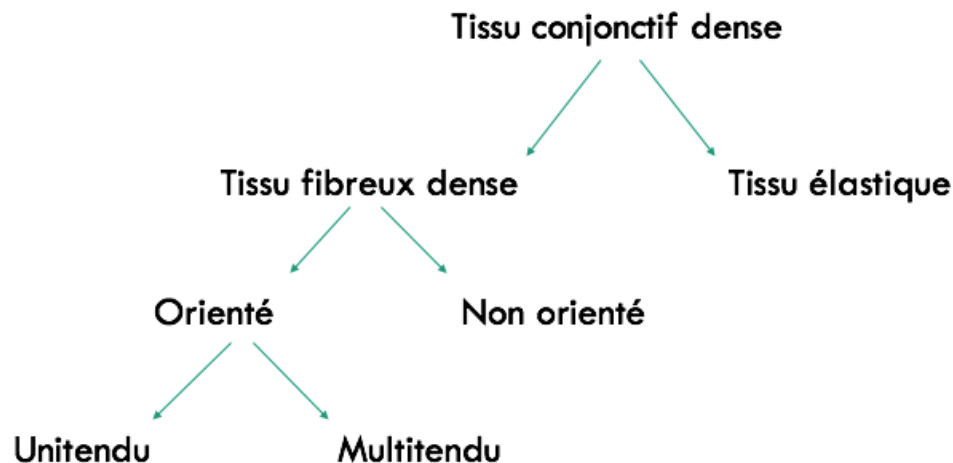 Tissu conjonctif dense
Tissu fibreux dense
Tissu élastique
Orienté
Non orienté
Unitendu
Multitendu